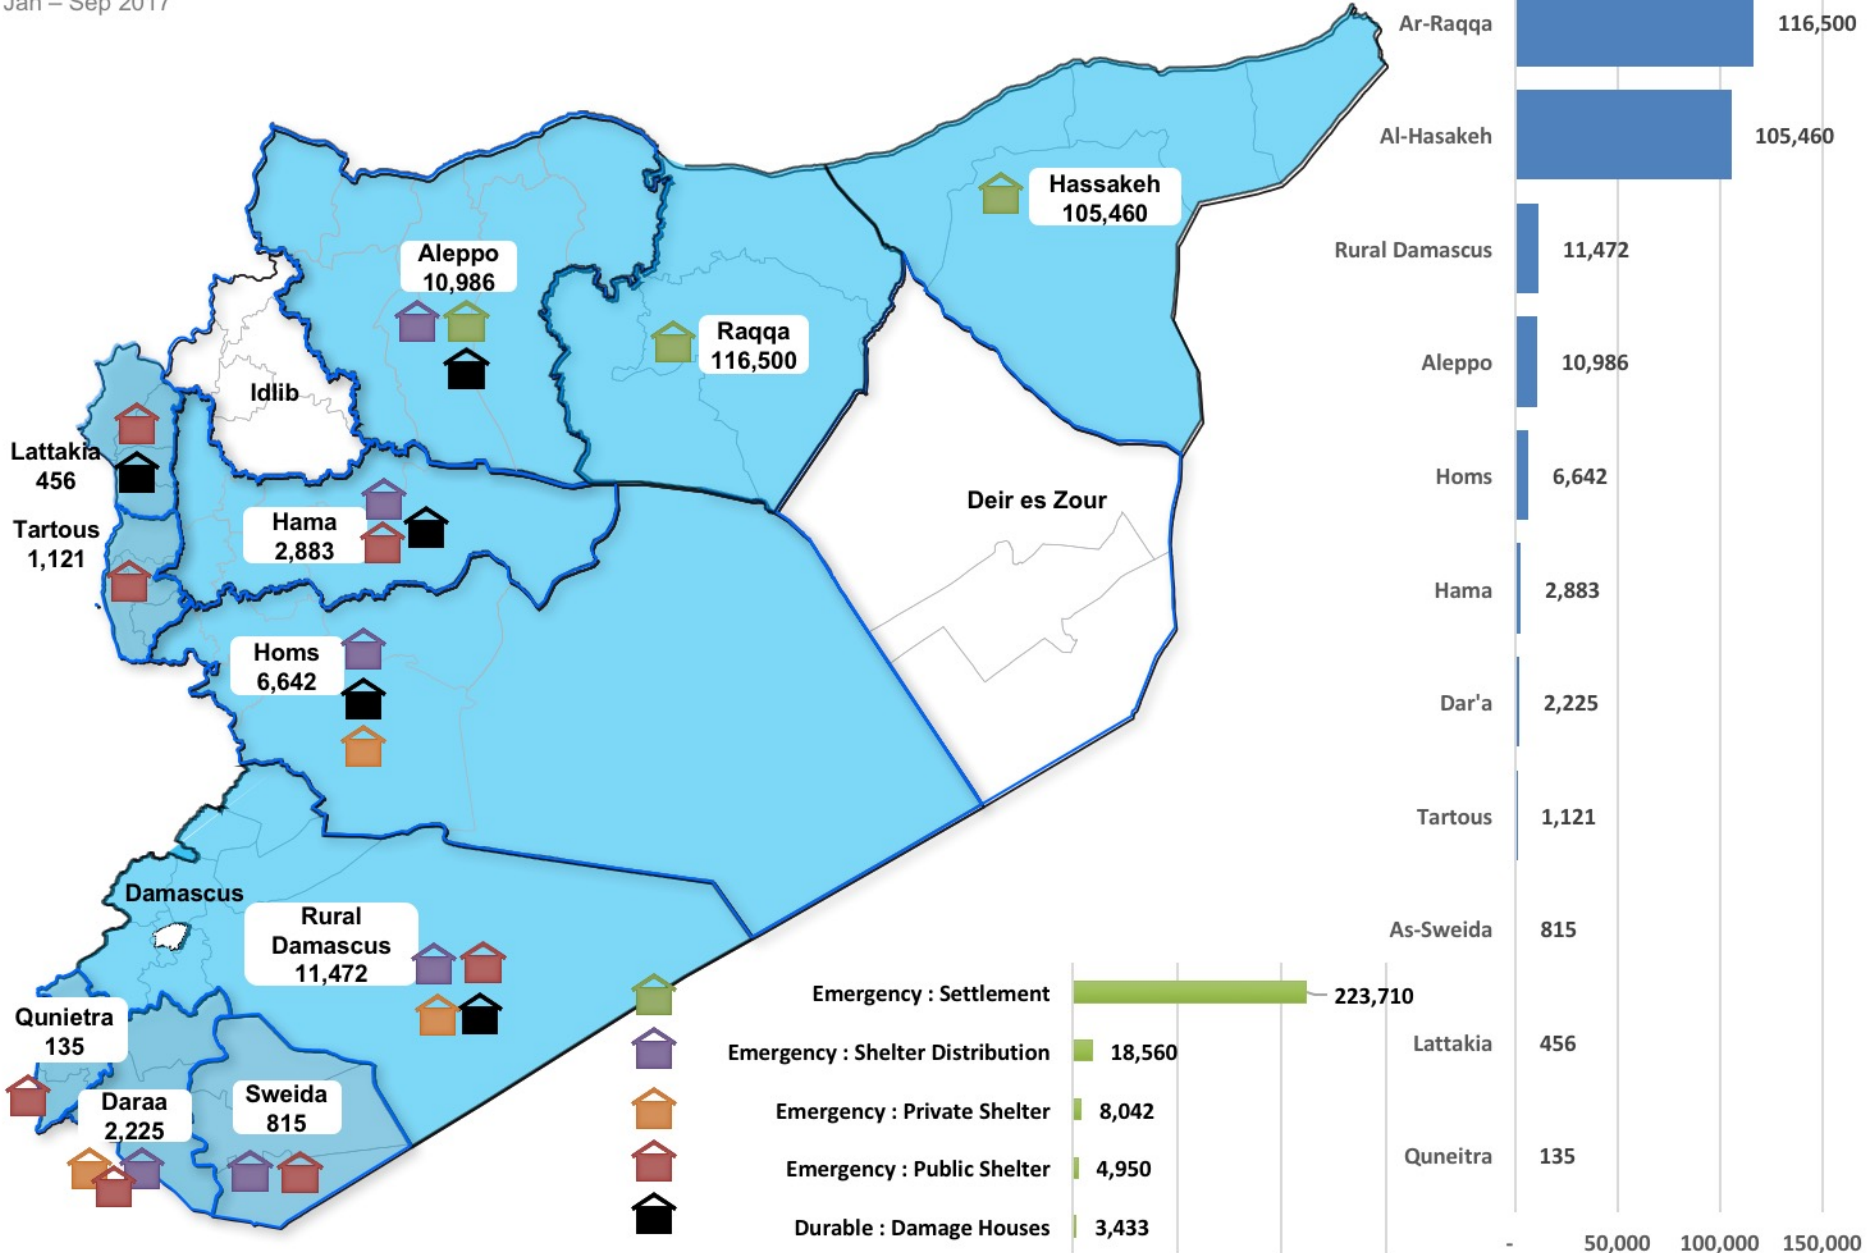 Jan – Sep 2017
Hassakeh
105,460
Aleppo
10,986
Raqqa
116,500
Idlib
Lattakia
456
Tartous
1,121
Hama
2,883
Deir es Zour
Homs
6,642
Damascus
Rural
Damascus
11,472
Qunietra
135
Daraa
2,225
Sweida
815
Emergency : Settlement 223,710
Emergency : Shelter Distribution 18,560
Emergency : Private Shelter 8,042
Emergency : Public Shelter 4,950
Durable : Damage Houses 3,433
Ar-Raqqa 116,500
Al-Hasakeh 105,460
Rural Damascus 11,472
Aleppo 10,986
Homs 6,642
Hama 2,883
Dar'a 2,225
Tartous 1,121
As-Sweida 815
Lattakia 456
Quneitra 135
- 50,000 100,000 150,000